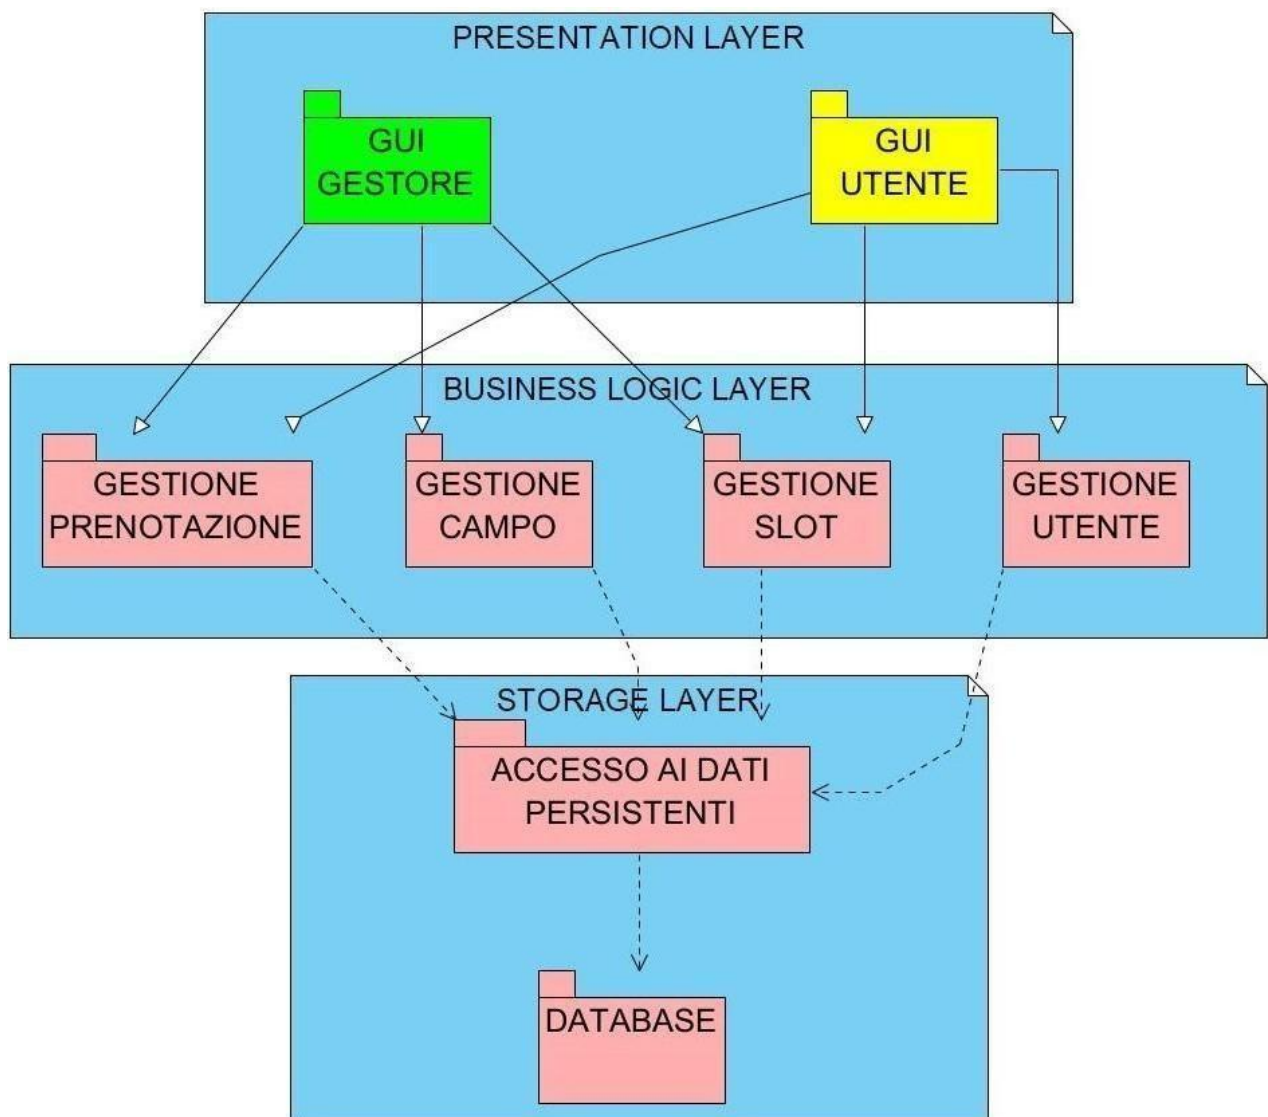 PRESENTATION LAYER
GUI
GESTORE
GUI
UTENTE
BUSINESS LOGIC LAYER
GESTIONE
PRENOTAZIONE
GESTIONE
CAMPO
GESTIONE
SLOT
GESTIONE
UTENTE
STORAGE LAYER
ACCESSO AI DATI
PERSISTENTI
DATABASE